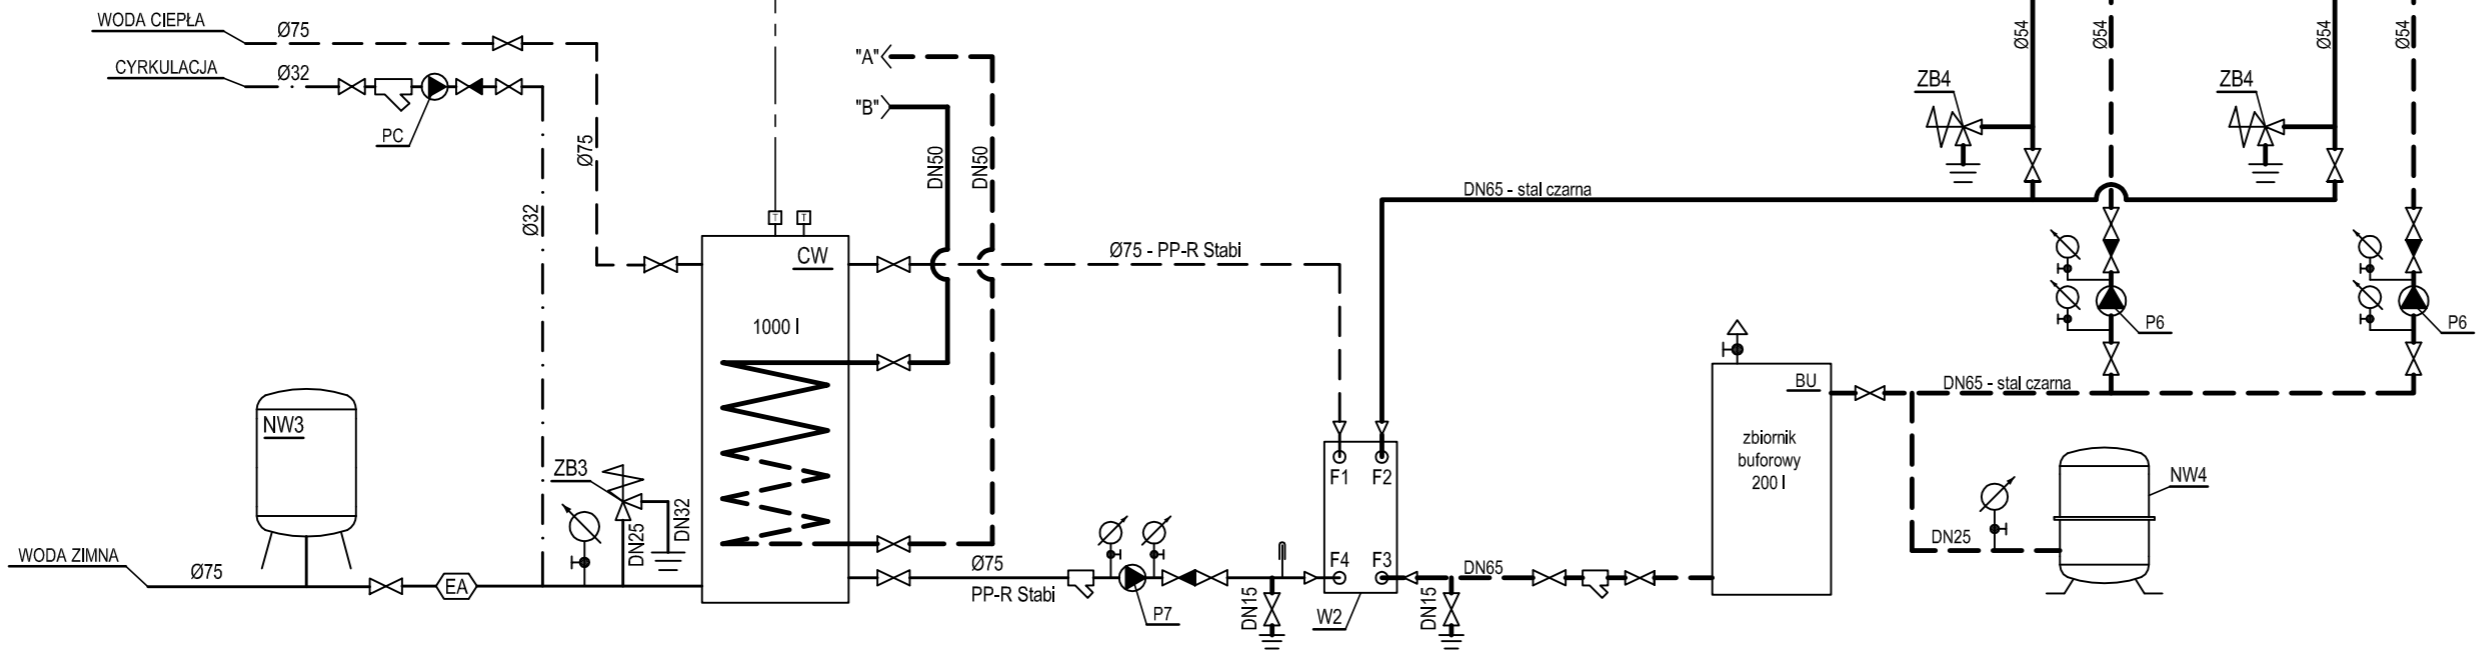 WODA CIEPŁA
Ø75
CYRKULACJA
Ø32
PC
Ø75
Ø32
"A"
"B"
DN50
DN50
T
T
CW
1000 l
Ø75 - PP-R Stabi
DN65 - stal czarna
ZB4
ZB4
Ø54
Ø54
Ø54
Ø54
P6
P6
NW3
ZB3
DN25
DN32
WODA ZIMNA
Ø75
EA
Ø75
PP-R Stabi
P7
DN15
F1
F2
F4
F3
W2
DN65
DN15
BU
zbiornik
buforowy
200 l
DN65 - stal czarna
DN25
NW4